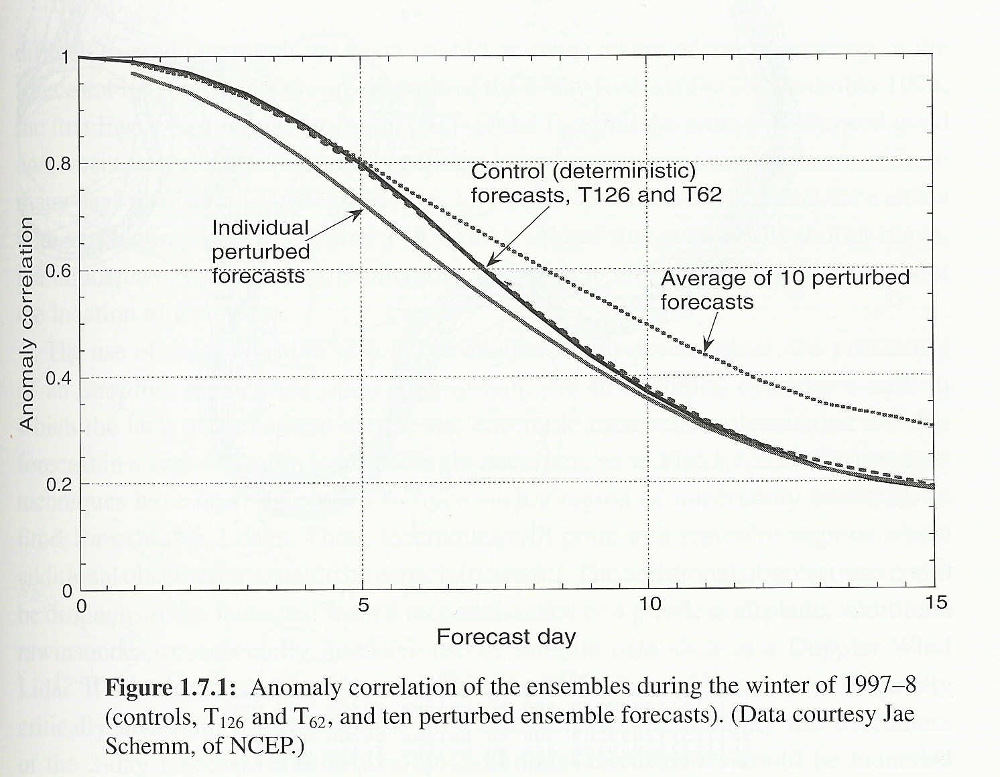 1
0.8
0.6
0.4
0.2
0
Anomaly correlation
Control (deterministic)
forecasts, T126 and T62
Individual
perturbed
forecasts
Average of 10 perturbed
forecasts
0 5 10 15
Forecast day
Figure 1.7.1: Anomaly correlation of the ensembles during the winter of 1997–8
(controls, T126 and T62, and ten perturbed ensemble forecasts). (Data courtesy Jae
Schemm, of NCEP.)